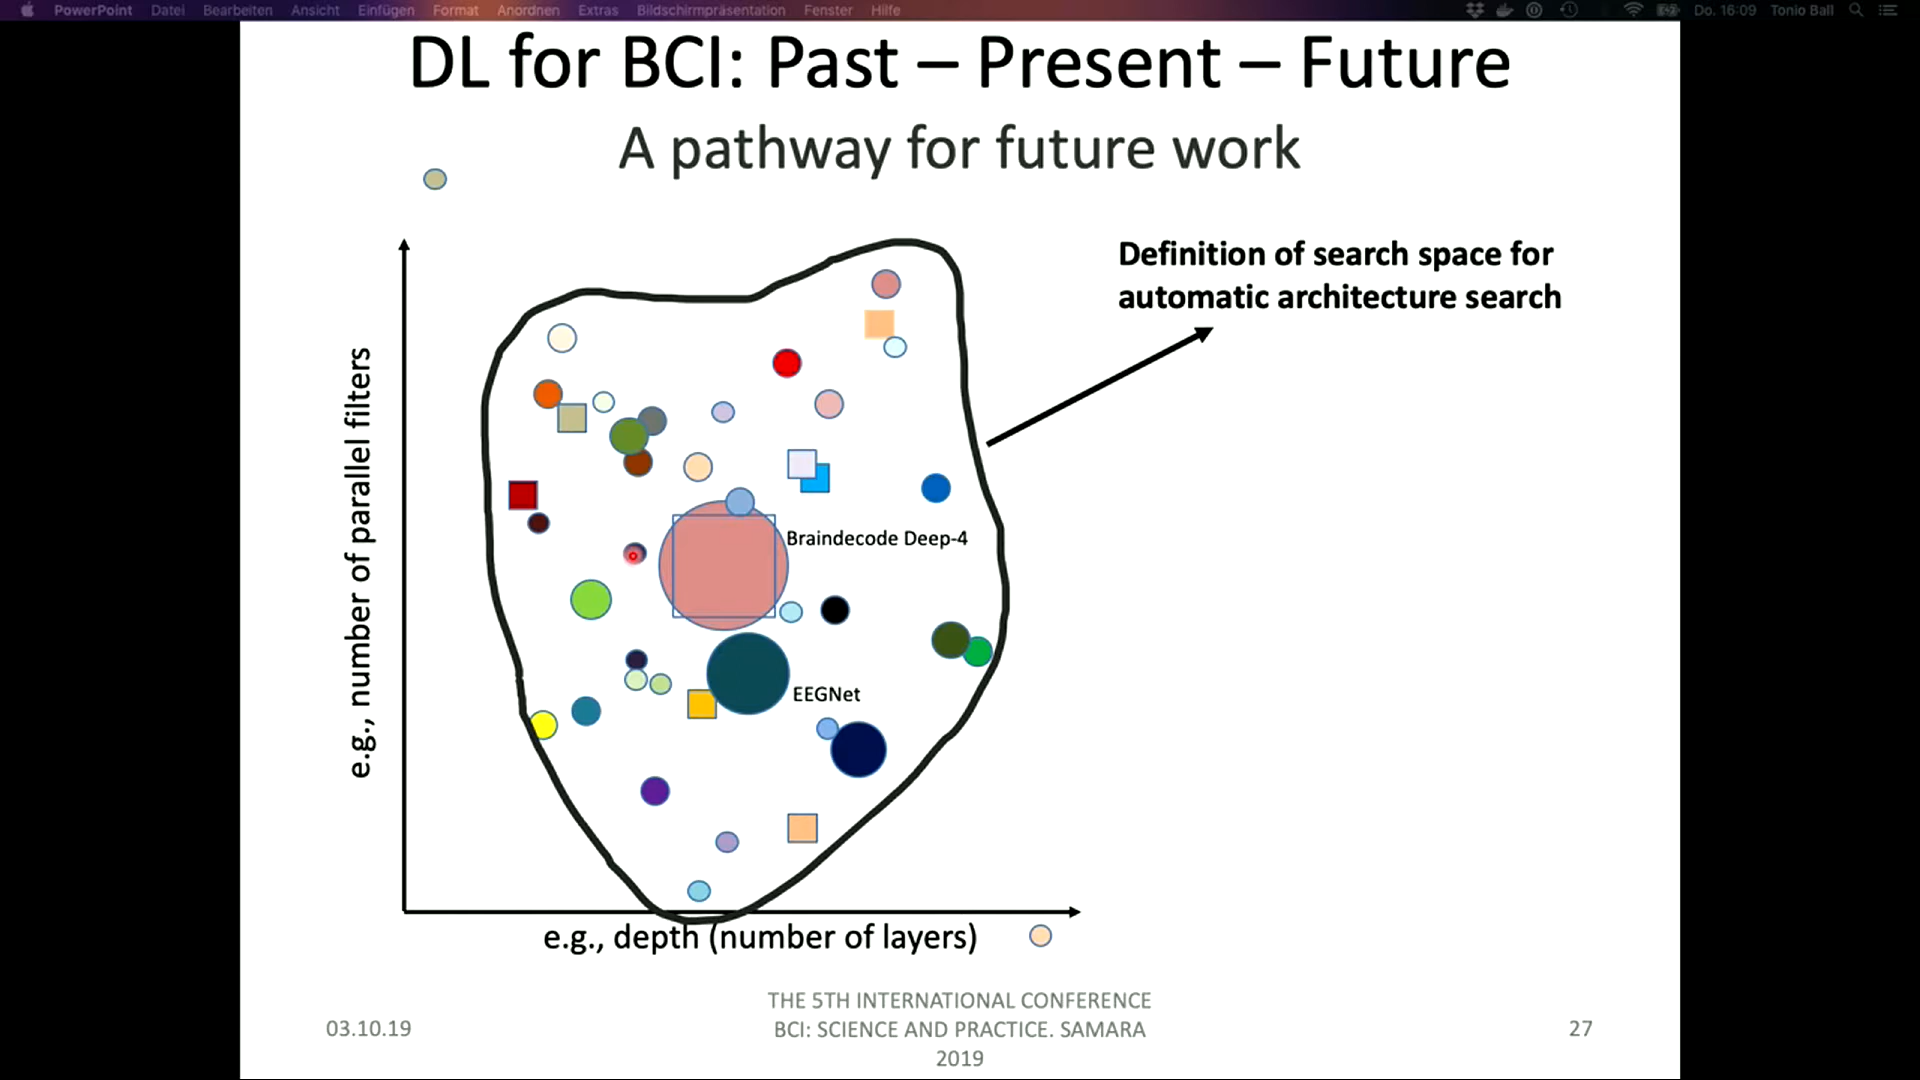 PowerPoint Datei Bearbeiten Ansicht Einfügen Format Anordnen Extras Bildschirmpräsentation Fenster Hilfe Do. 16:09 Tonio Ball
DL for BCI: Past – Present – Future
A pathway for future work
Definition of search space for
automatic architecture search
e.g., number of parallel filters
Braindecode Deep-4
EEGNet
e.g., depth (number of layers)
03.10.19
THE 5TH INTERNATIONAL CONFERENCE
BCI: SCIENCE AND PRACTICE. SAMARA
2019
27